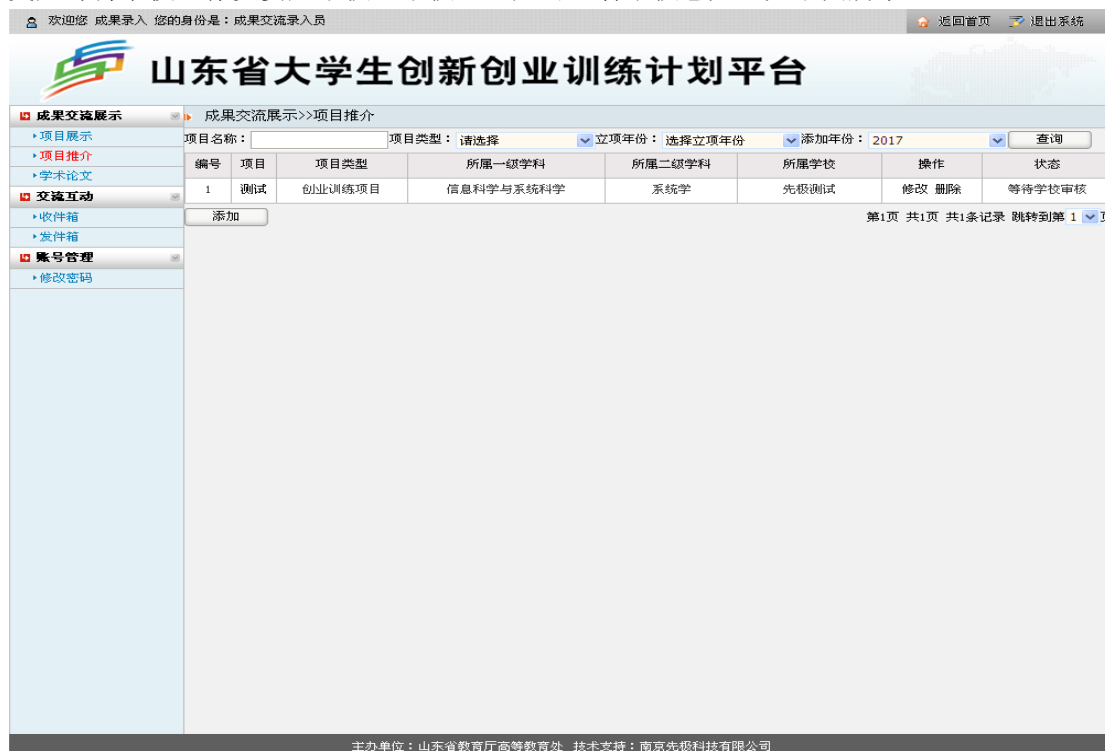 欢迎您 成果录入 您的身份是：成果交流录入员 返回首页 退出系统
山东省大学生创新创业训练计划平台
成果交流展示
项目展示
项目推介
学术论文
交流互动
收件箱
发件箱
账号管理
修改密码
成果交流展示>>项目推介
项目名称： 项目类型： 请选择 立项年份： 选择立项年份 添加年份： 2017 查询
编号 项目 项目类型 所属一级学科 所属二级学科 所属学校 操作 状态
1 测试 创业训练项目 信息科学与系统科学 系统学 先极测试 修改 删除 等待学校审核
添加 第1页 共1页 共1条记录 跳转到第 1
主办单位：山东省教育厅高等教育处 技术支持：南京先极科技有限公司